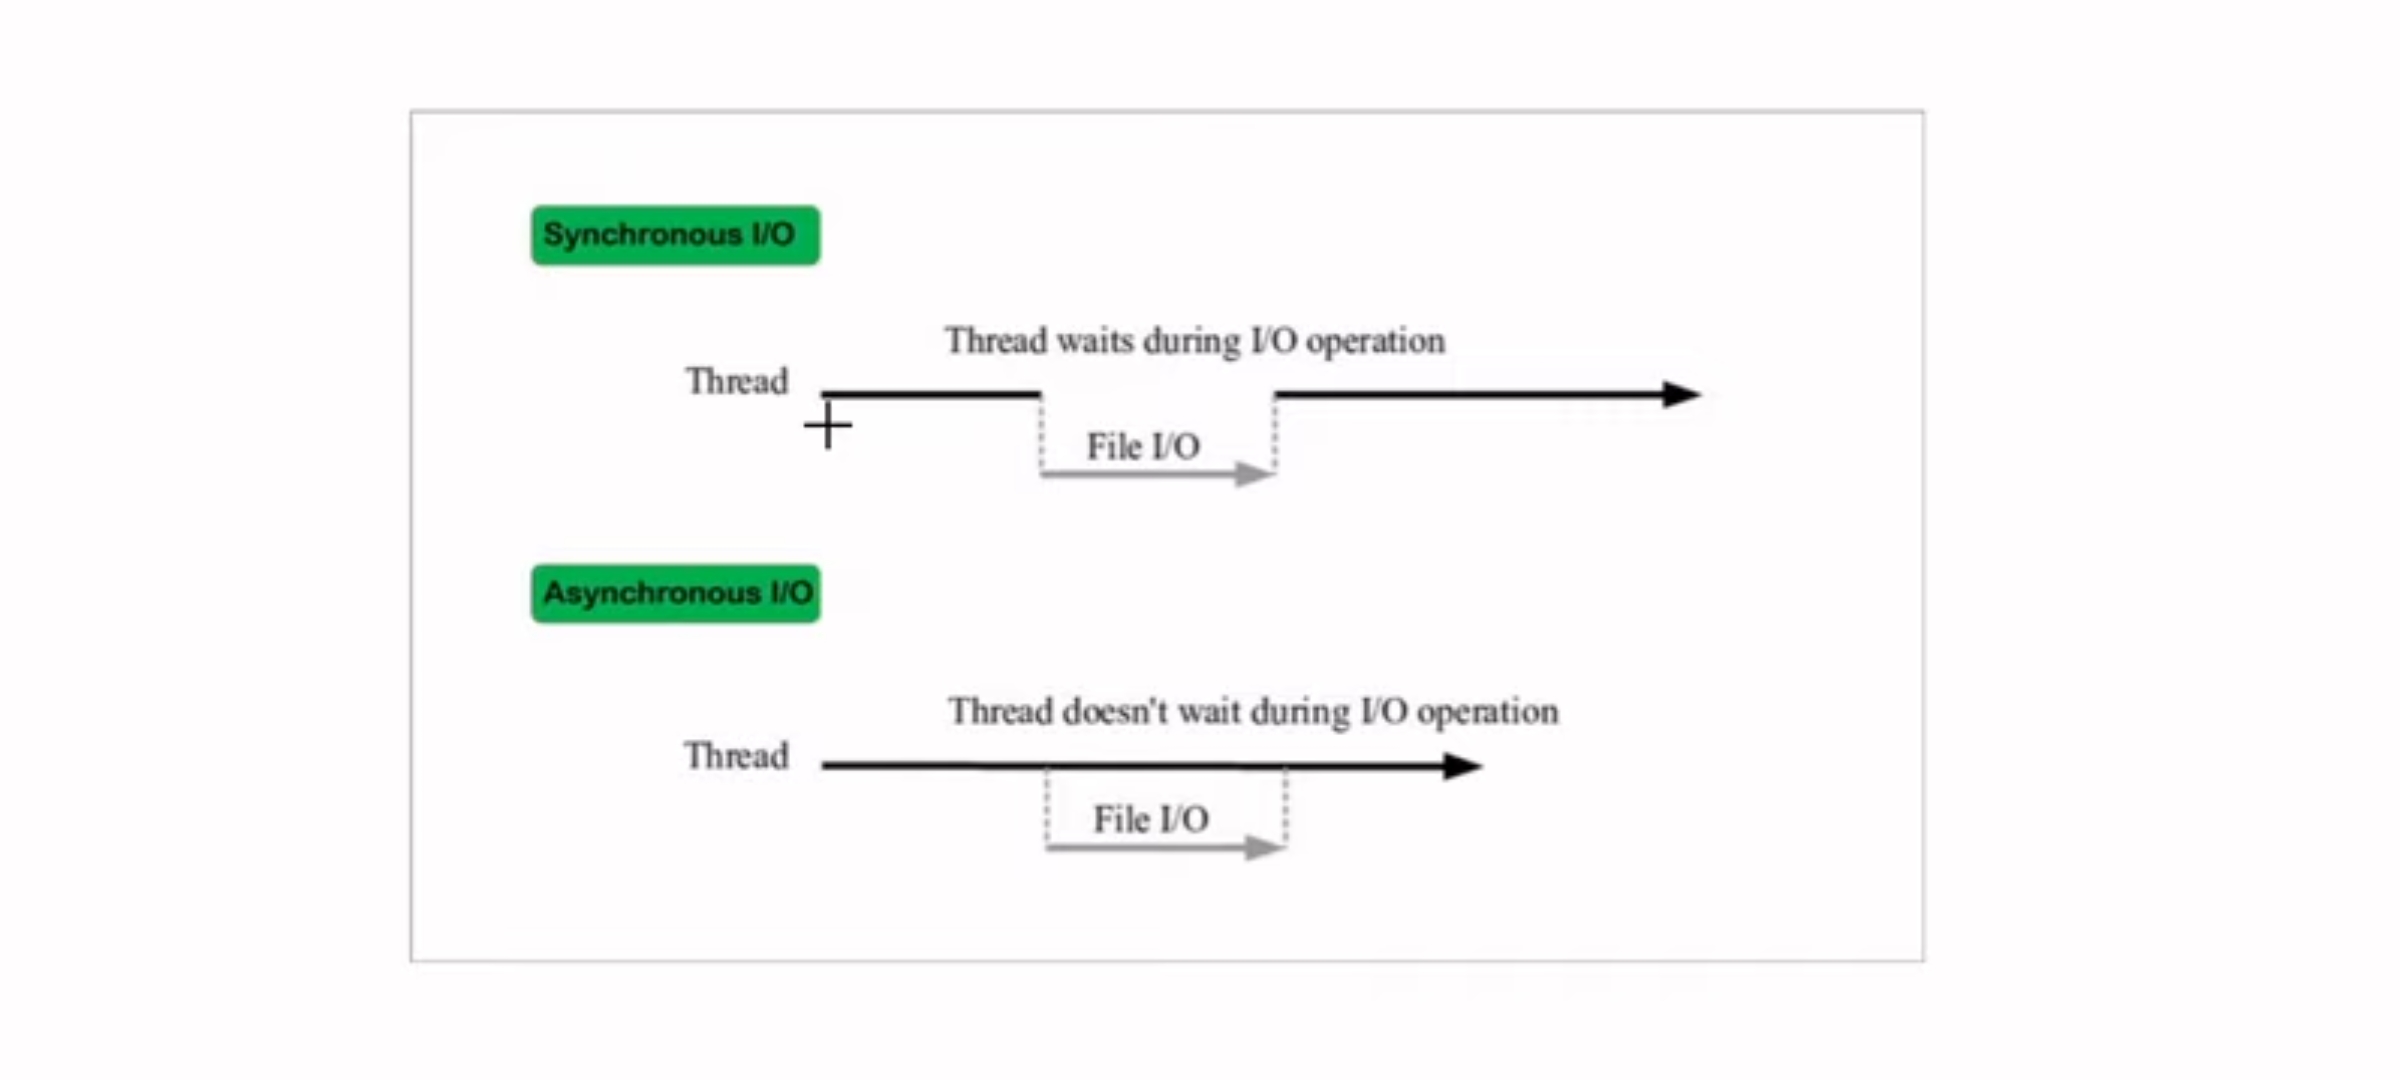 Synchronous I/O
Thread waits during I/O operation
Thread
File I/O
Asynchronous I/O
Thread doesn't wait during I/O operation
Thread
File I/O